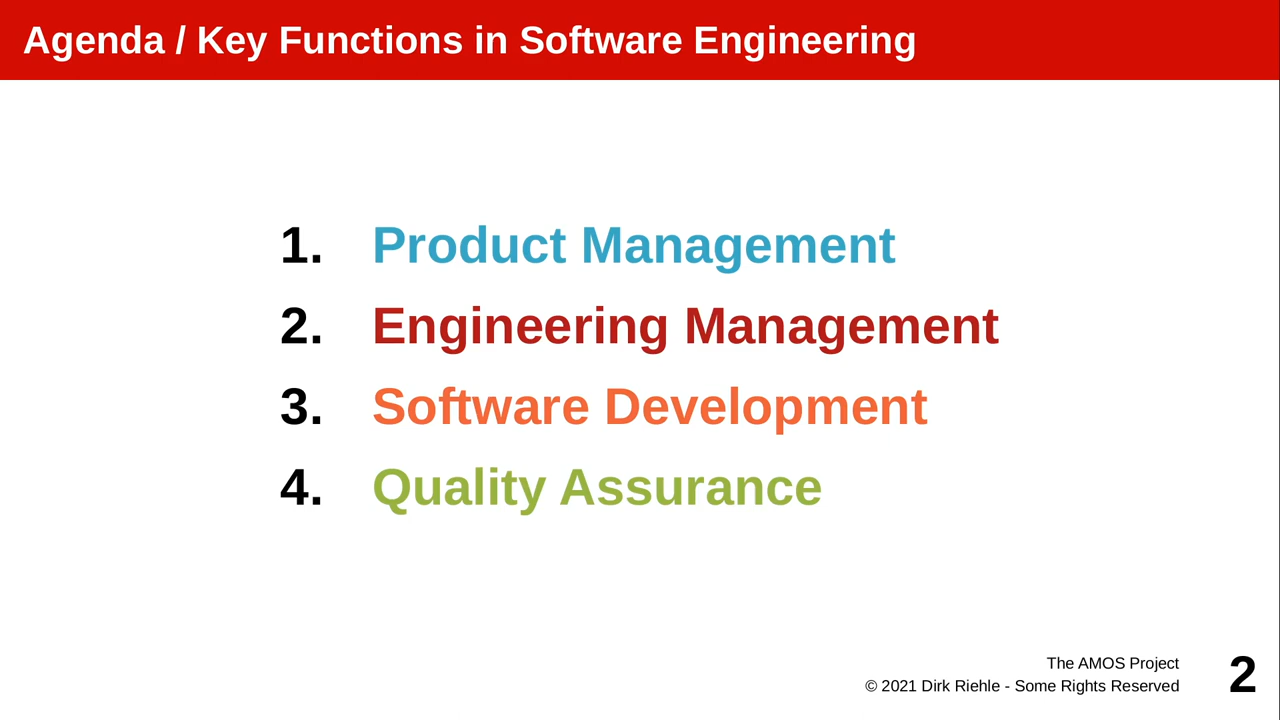 Agenda / Key Functions in Software Engineering
1. Product Management
2. Engineering Management
3. Software Development
4. Quality Assurance
The AMOS Project
© 2021 Dirk Riehle - Some Rights Reserved
2